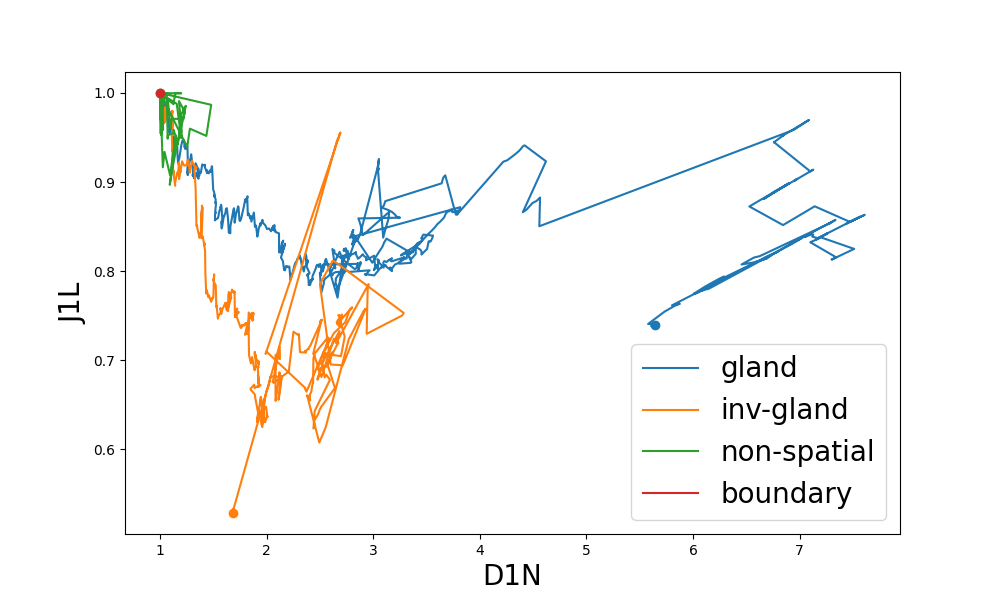 1.0
0.9
0.8
0.7
0.6
J1L
1 2 3 4 5 6 7
D1N
gland
inv-gland
non-spatial
boundary